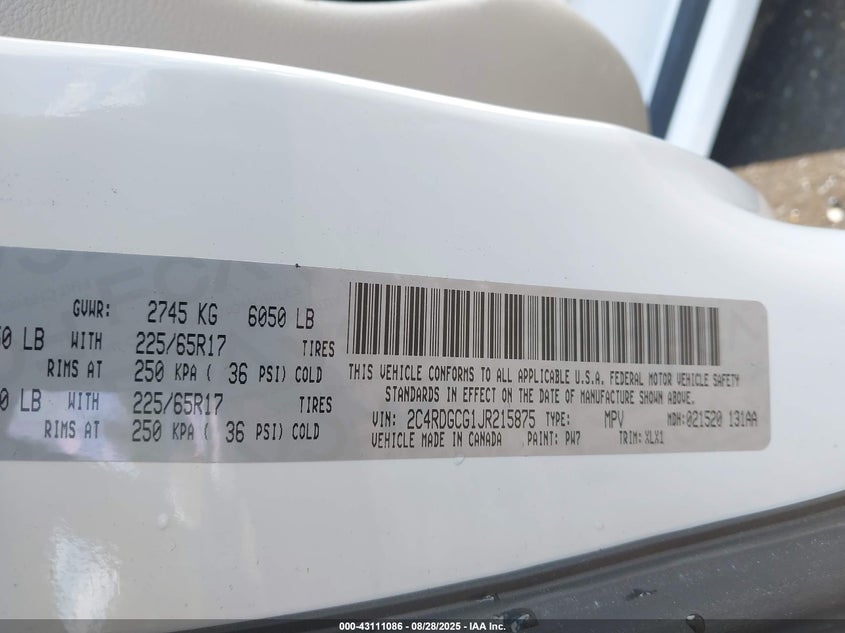 GVWR: 2745 KG 6050 LB
0 LB WITH 225/65R17 TIRES
RIMS AT 250 KPA ( 36 PSI) COLD
0 LB WITH 225/65R17 TIRES
RIMS AT 250 KPA ( 36 PSI) COLD
THIS VEHICLE CONFORMS TO ALL APPLICABLE U.S.A. FEDERAL MOTOR VEHICLE SAFETY
STANDARDS IN EFFECT ON THE DATE OF MANUFACTURE SHOWN ABOVE.
VIN: 2C4RDGCG1JR215875 TYPE: MPV MDH:021520 131AA
VEHICLE MADE IN CANADA PAINT: PW7 TRIM: XLX1
000-43111086 - 08/28/2025 - IAA Inc.